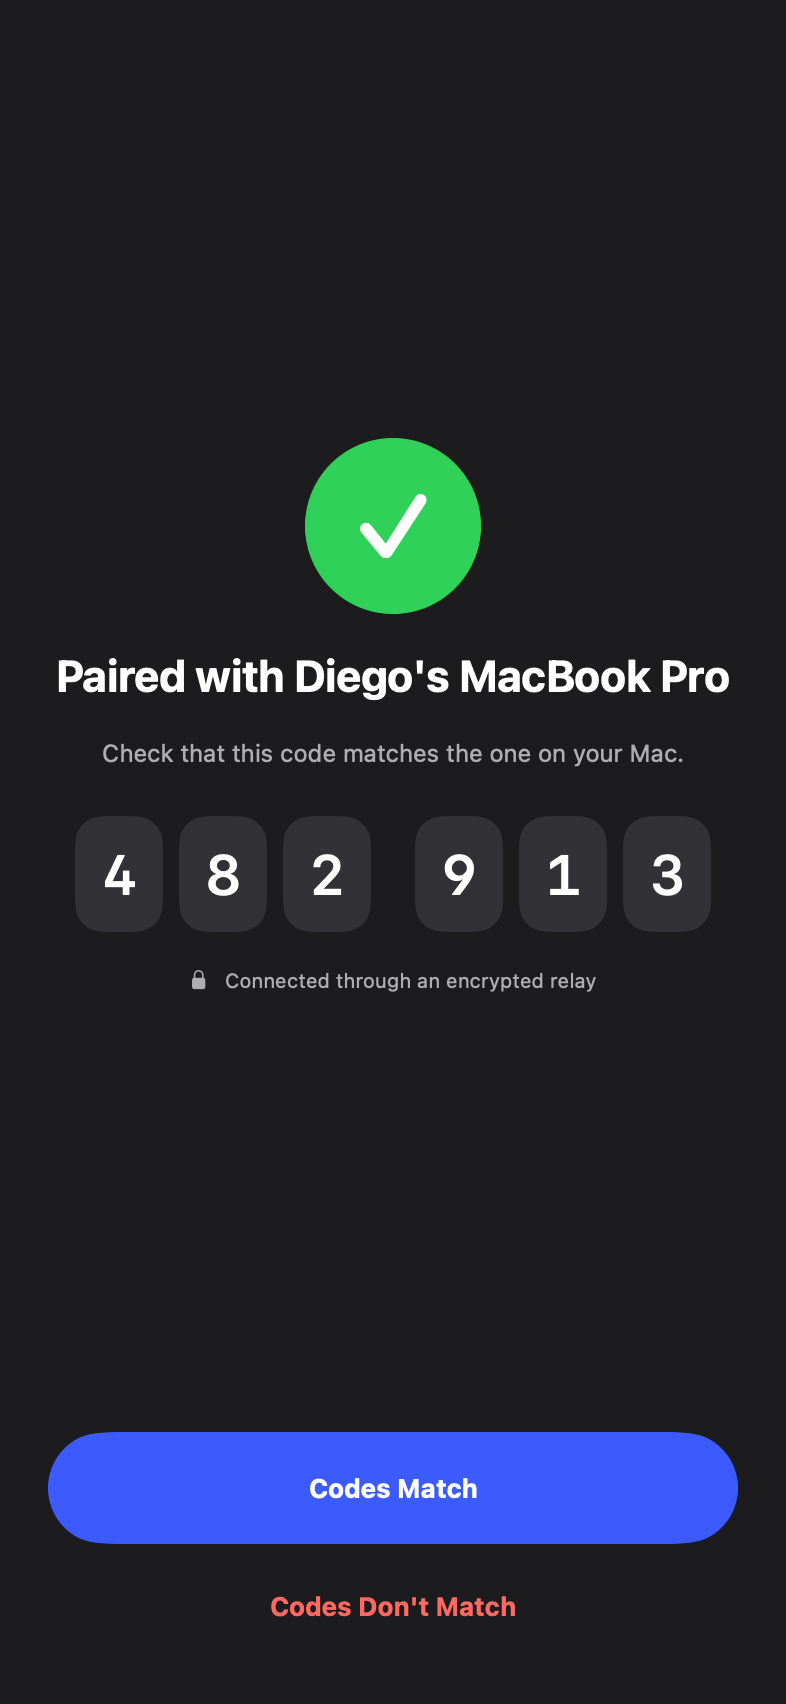 Paired with Diego's MacBook Pro
Check that this code matches the one on your Mac.
4 8 2 9 1 3
Connected through an encrypted relay
Codes Match
Codes Don't Match